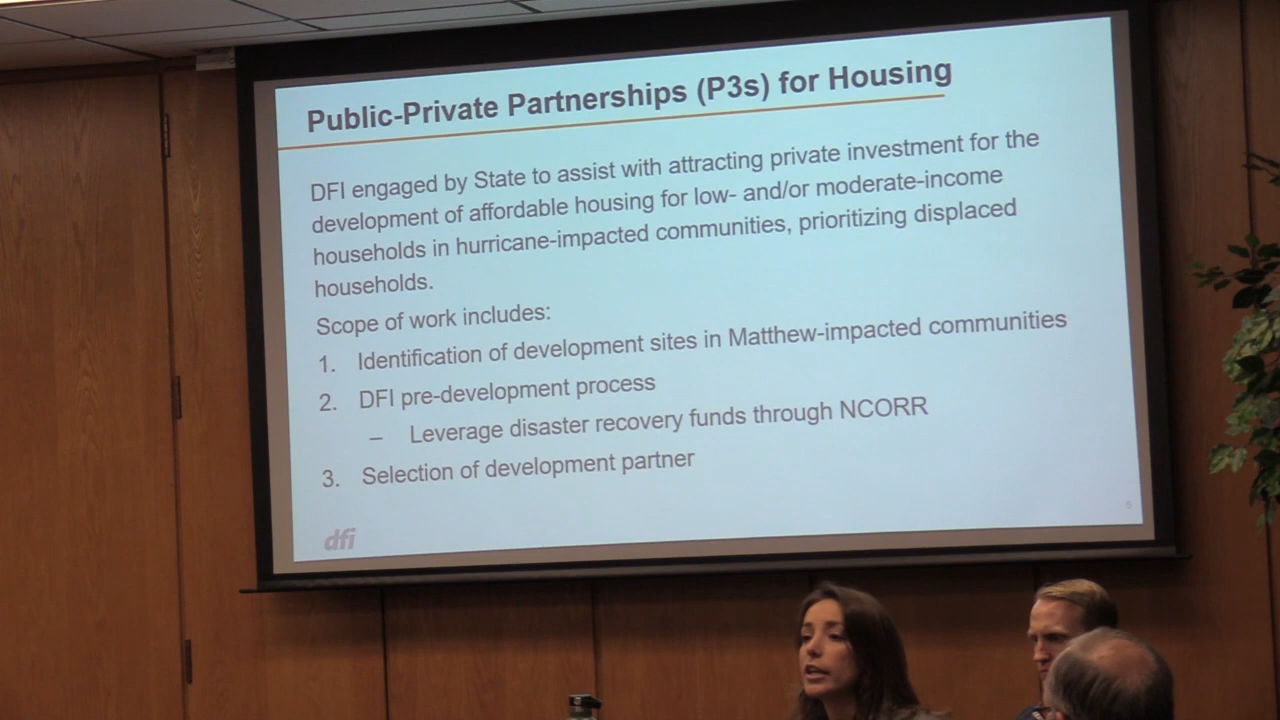 Public-Private Partnerships (P3s) for Housing
DFI engaged by State to assist with attracting private investment for the
development of affordable housing for low- and/or moderate-income
households in hurricane-impacted communities, prioritizing displaced
households.
Scope of work includes:
1. Identification of development sites in Matthew-impacted communities
2. DFI pre-development process
– Leverage disaster recovery funds through NCORR
3. Selection of development partner
dfi